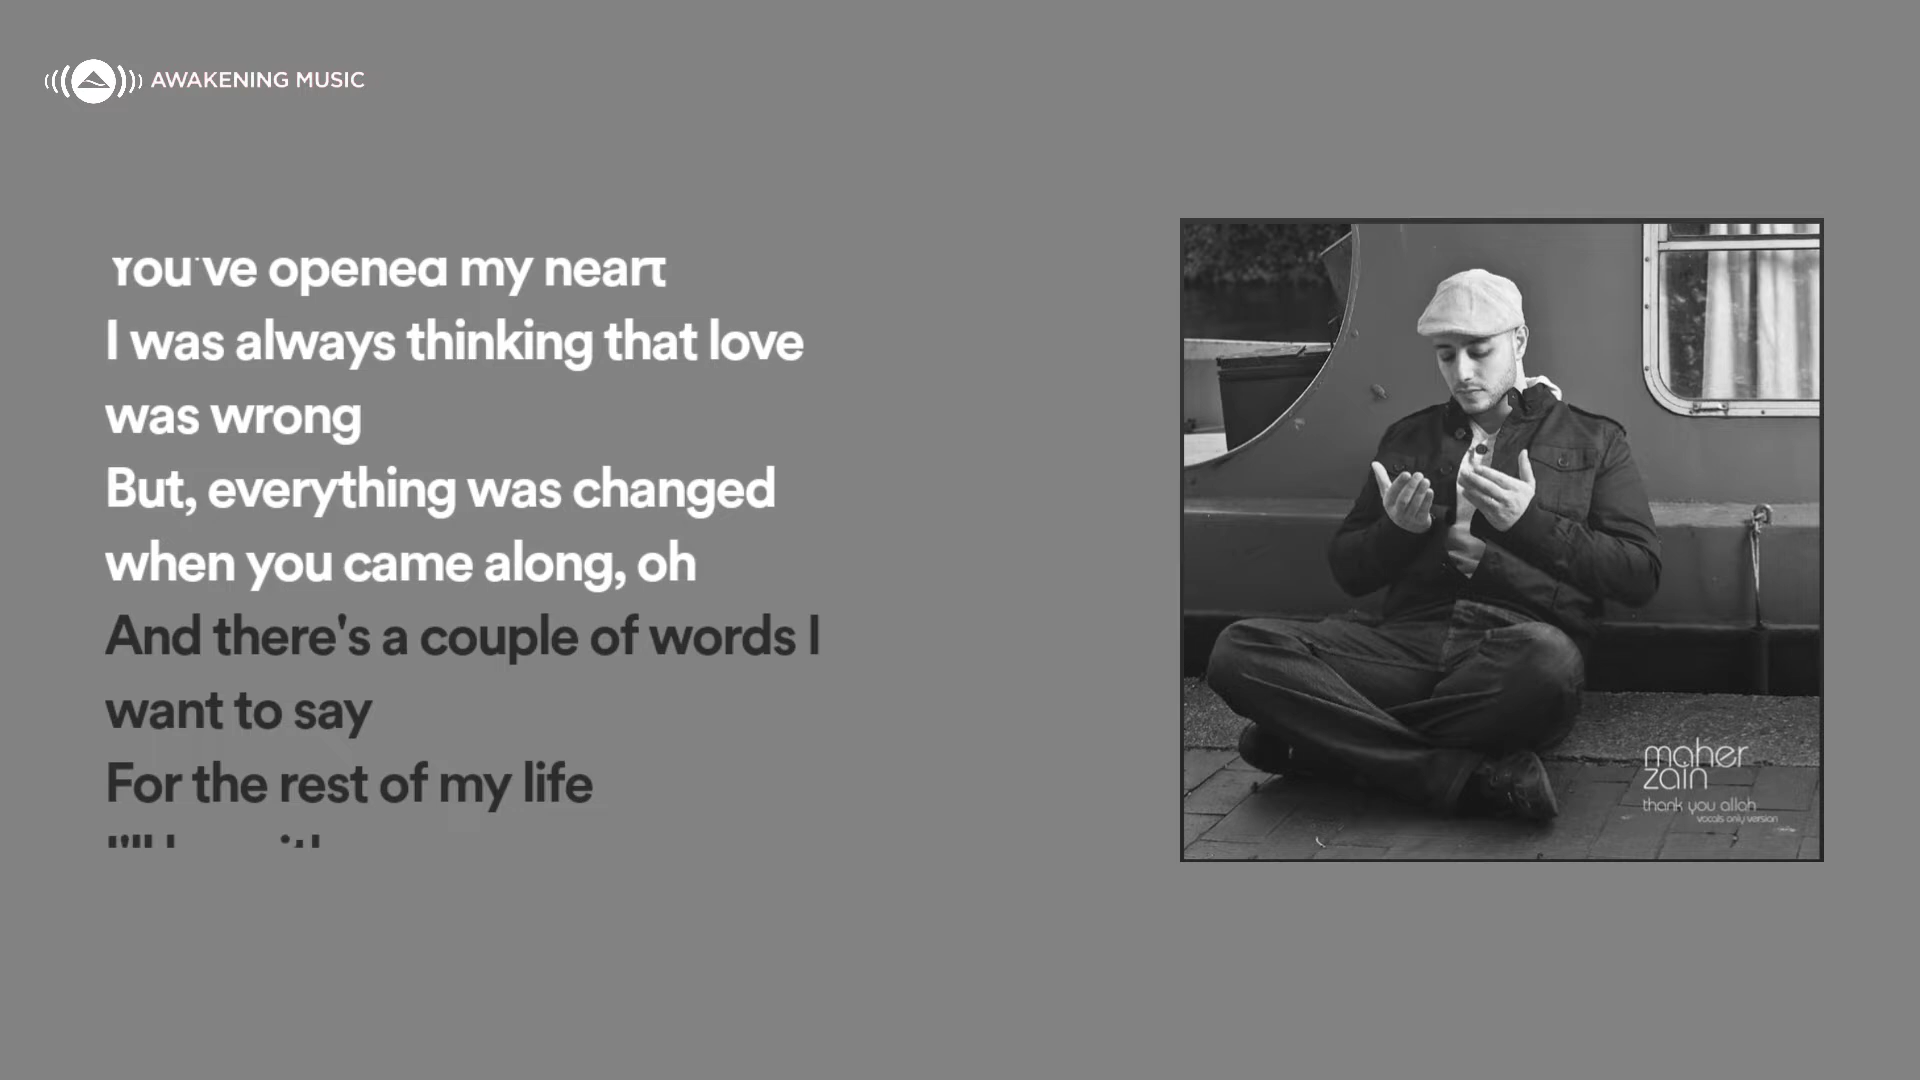 AWAKENING MUSIC
You've opened my heart
I was always thinking that love
was wrong
But, everything was changed
when you came along, oh
And there's a couple of words I
want to say
For the rest of my life
maher
zain
thank you allah
vocals only version